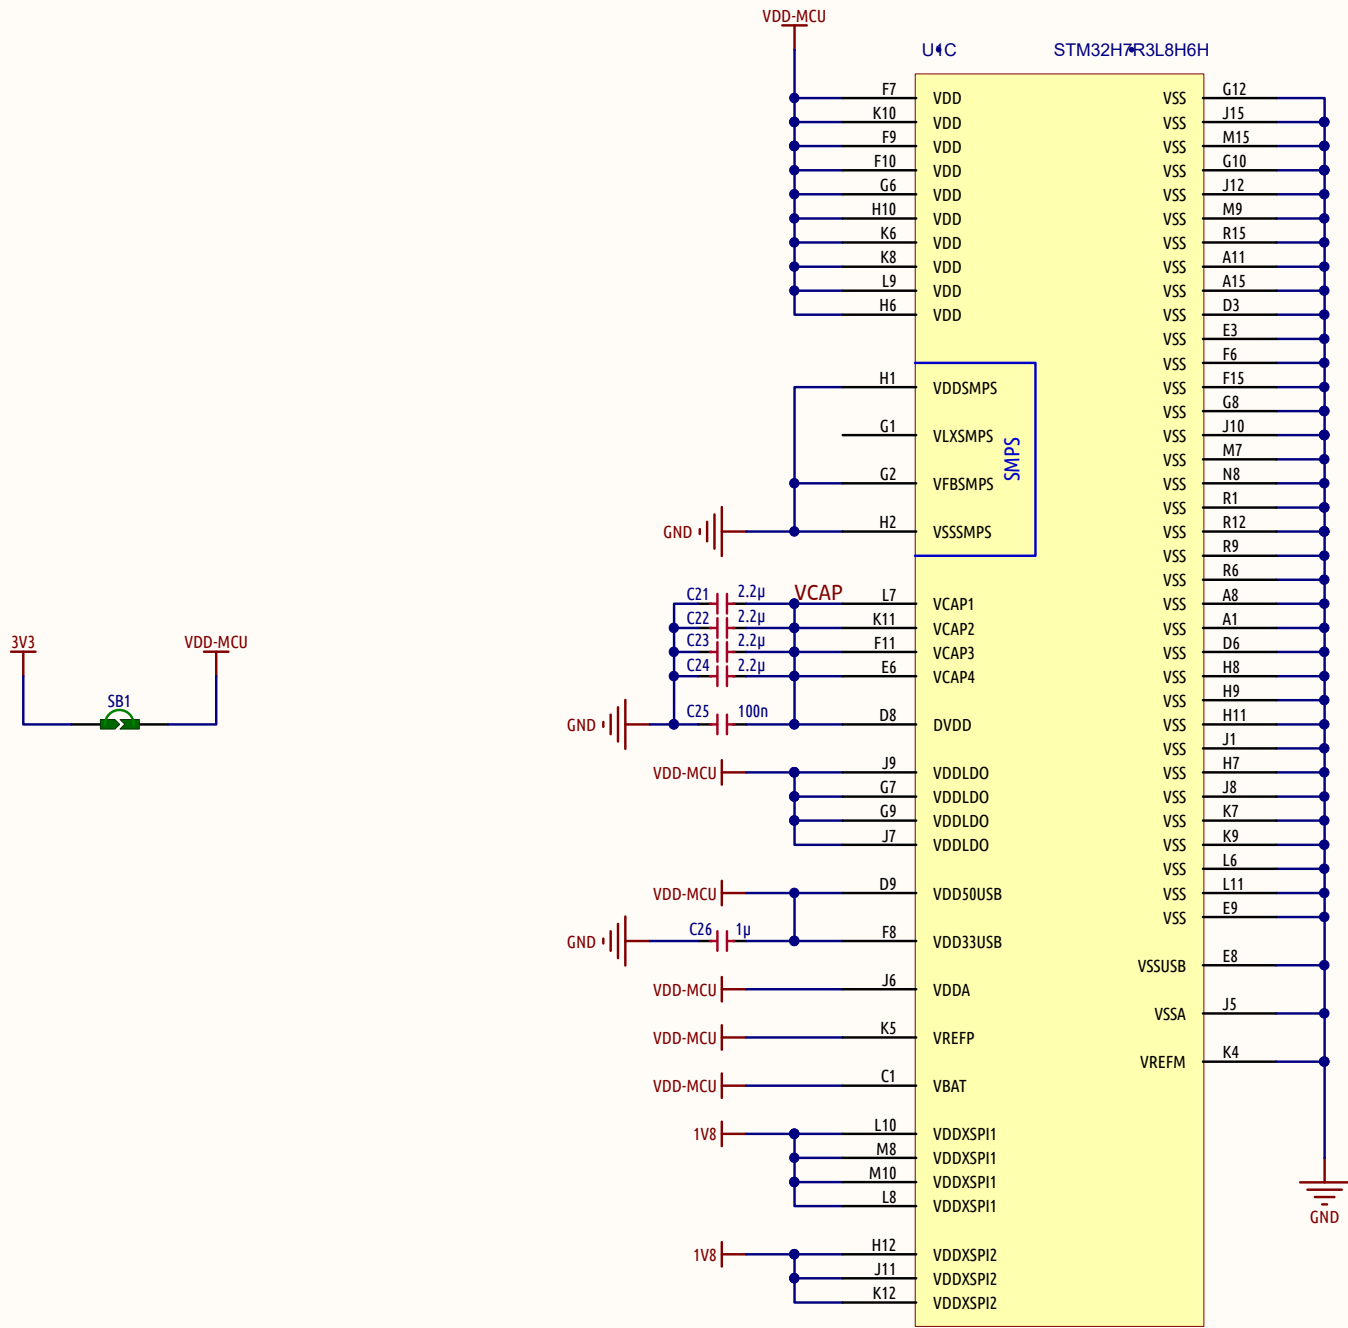 VDD-MCU
U1C STM32H7R3L8H6H
F7 VDD VSS G12
K10 VDD VSS J15
F9 VDD VSS M15
F10 VDD VSS G10
G6 VDD VSS J12
H10 VDD VSS M9
K6 VDD VSS R15
K8 VDD VSS A11
L9 VDD VSS A15
H6 VDD VSS D3
VSS E3
VSS F6
H1 VDDSMPS VSS F15
VSS G8
G1 VLXSMPS VSS J10
SMPS
VSS M7
G2 VFBSMPS VSS N8
VSS R1
GND H2 VSSSMPS VSS R12
VSS R9
VSS R6
C21 2.2µ VCAP L7 VCAP1 VSS A8
C22 2.2µ K11 VCAP2 VSS A1
3V3 VDD-MCU C23 2.2µ F11 VCAP3 VSS D6
C24 2.2µ E6 VCAP4 VSS H8
SB1 VSS H9
GND C25 100n D8 DVDD VSS H11
VSS J1
VDD-MCU J9 VDDLDO VSS H7
G7 VDDLDO VSS J8
G9 VDDLDO VSS K7
J7 VDDLDO VSS K9
VSS L6
VDD-MCU D9 VDD50USB VSS L11
VSS E9
GND C26 1µ F8 VDD33USB
VSSUSB E8
VDD-MCU J6 VDDA
VSSA J5
VDD-MCU K5 VREFP
VREFM K4
VDD-MCU C1 VBAT
1V8 L10 VDDXSPI1
M8 VDDXSPI1
M10 VDDXSPI1
L8 VDDXSPI1
GND
1V8 H12 VDDXSPI2
J11 VDDXSPI2
K12 VDDXSPI2